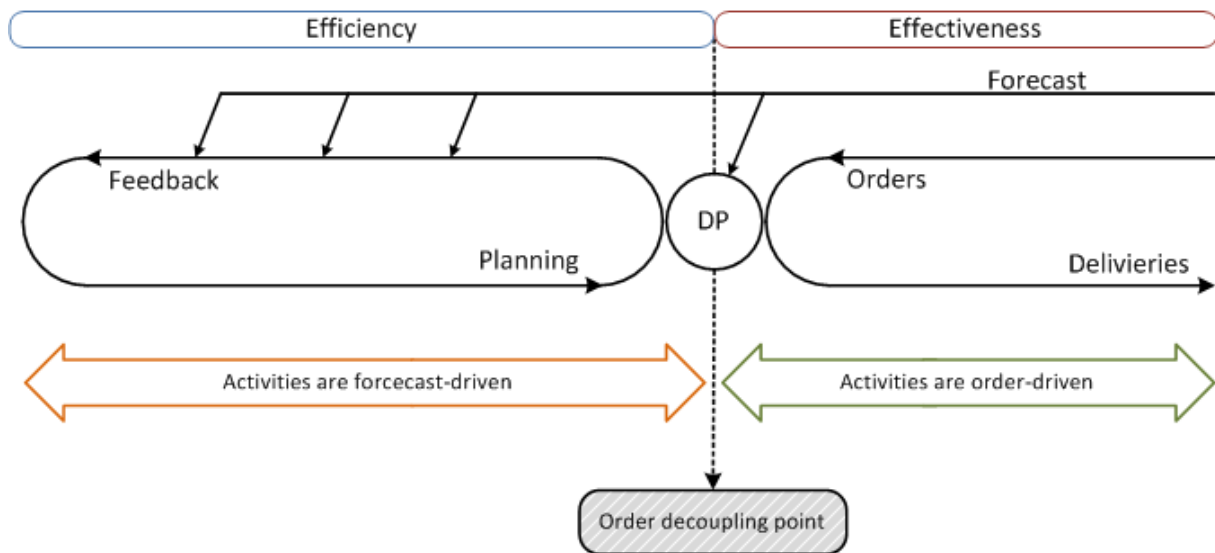 Efficiency
Effectiveness
Forecast
Feedback
Orders
DP
Planning
Delivieries
Activities are forcecast-driven
Activities are order-driven
Order decoupling point